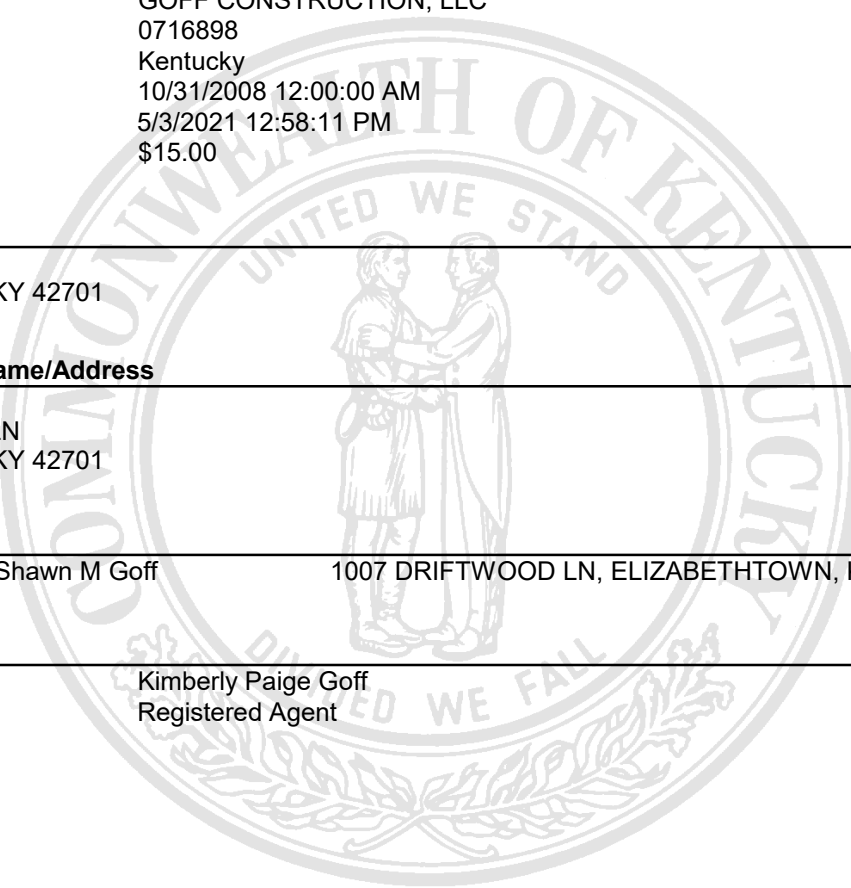 GOFF CONSTRUCTION, LLC
0716898
Kentucky
10/31/2008 12:00:00 AM
5/3/2021 12:58:11 PM
$15.00
COMMONWEALTH OF KENTUCKY
UNITED WE STAND
KY 42701
ame/Address
LN
KY 42701
Shawn M Goff 1007 DRIFTWOOD LN, ELIZABETHTOWN,
DIVIDED WE FALL
Kimberly Paige Goff
Registered Agent